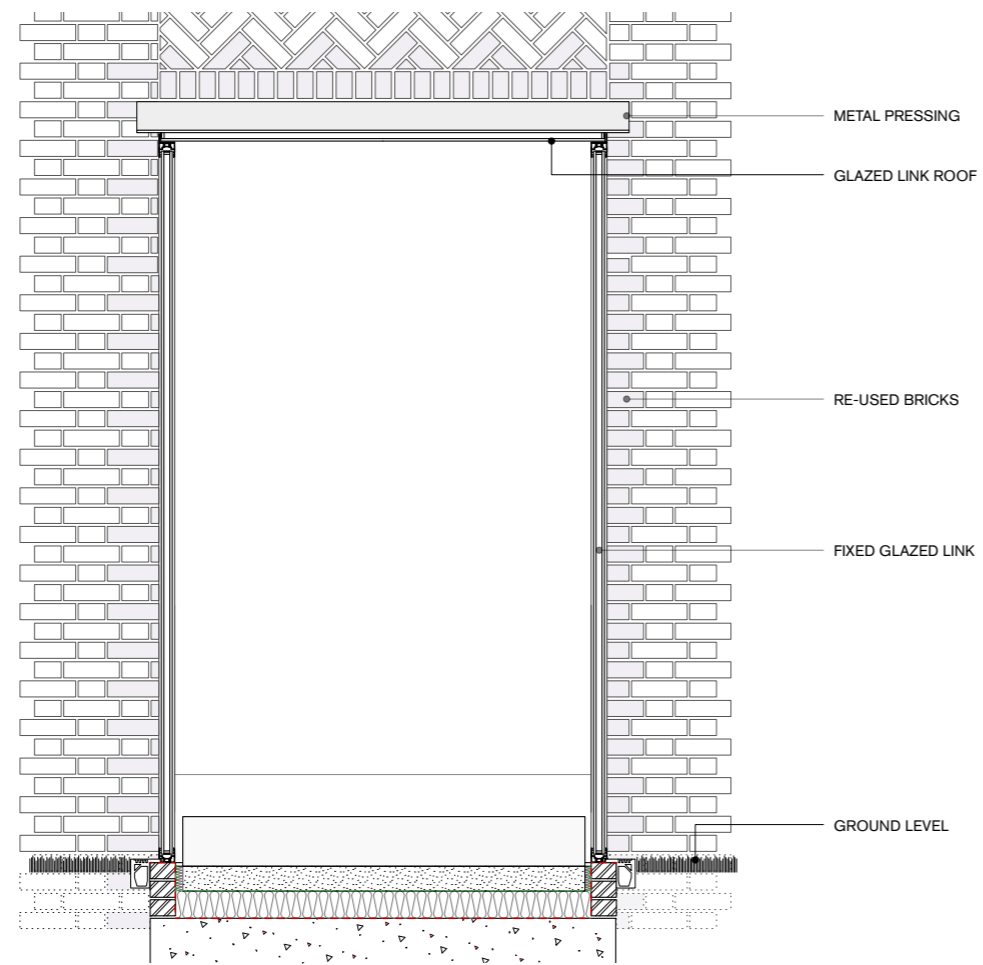 METAL PRESSING
GLAZED LINK ROOF
RE-USED BRICKS
FIXED GLAZED LINK
GROUND LEVEL